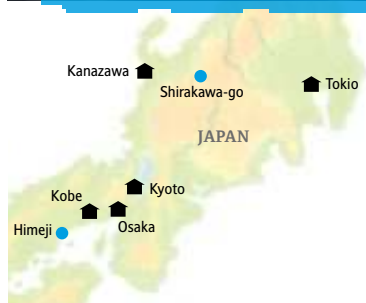 Kanazawa
Shirakawa-go
Tokio
JAPAN
Kyoto
Kobe
Osaka
Himeji